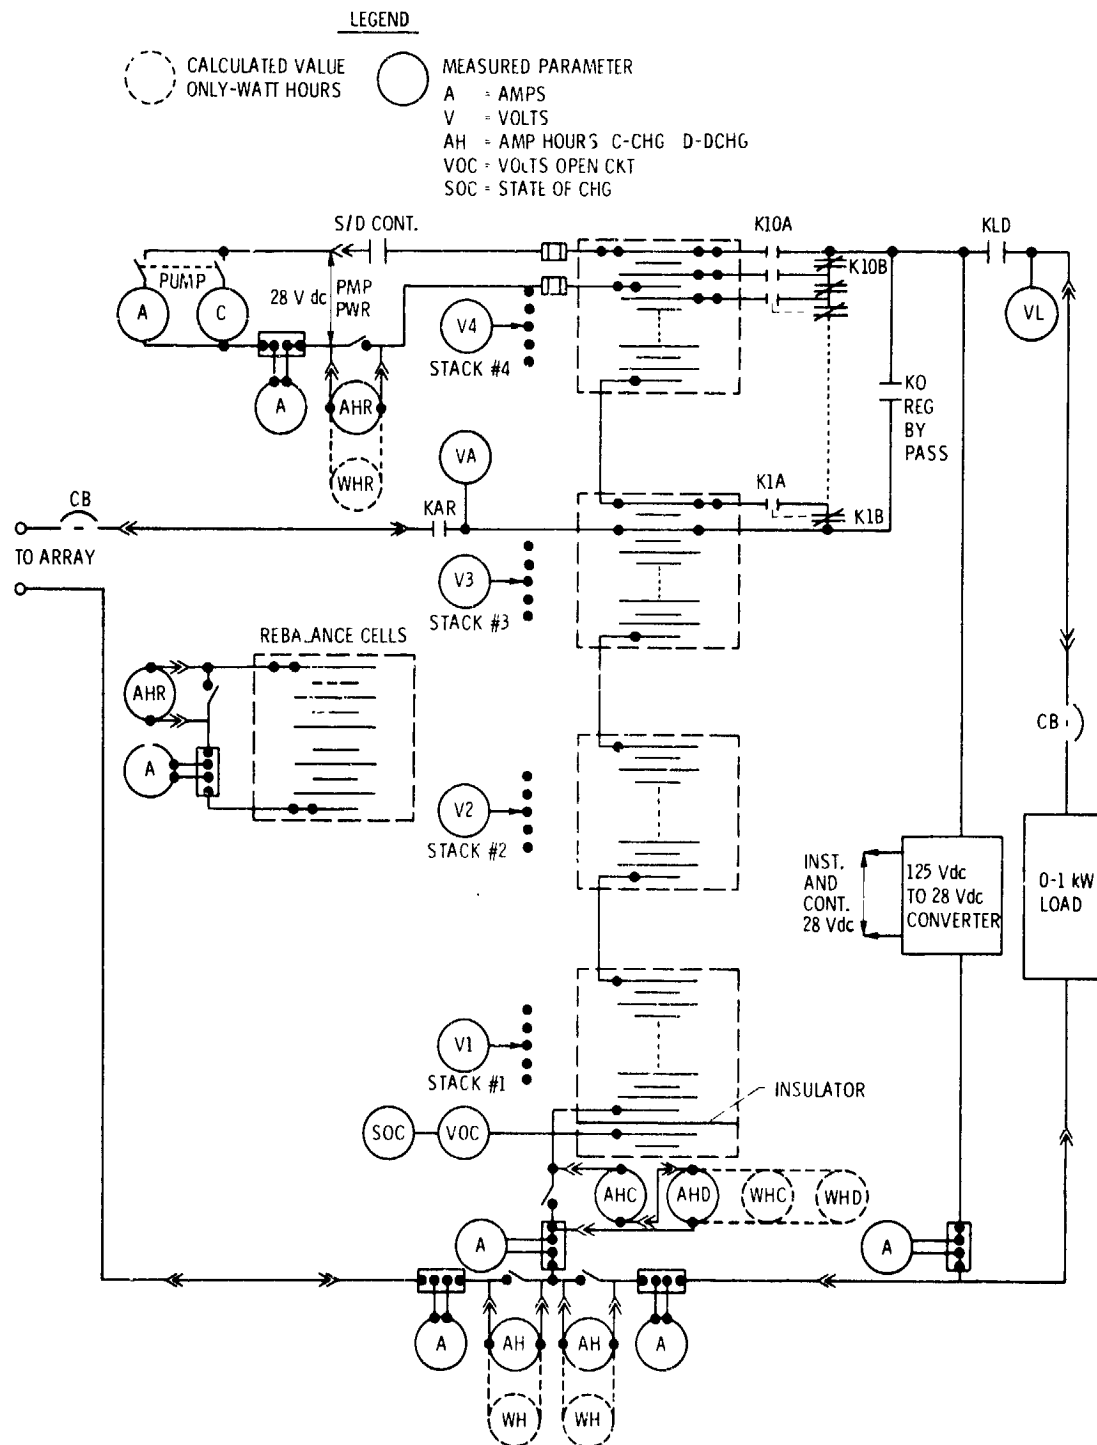 LEGEND
CALCULATED VALUE
ONLY-WATT HOURS
MEASURED PARAMETER
A = AMPS
V = VOLTS
AH = AMP HOURS C-CHG D-DCHG
VOC = VOLTS OPEN CKT
SOC = STATE OF CHG
S/D CONT.
K10A
KLD
K10B
PUMP
28 V dc
PMP
PWR
A
C
V4
STACK #4
VL
A
AHR
WHR
KO
REG
BY
PASS
VA
CB
KAR
K1A
K1B
TO ARRAY
V3
STACK #3
REBALANCE CELLS
AHR
A
CB
V2
STACK #2
INST.
AND
CONT.
28 Vdc
125 Vdc
TO 28 Vdc
CONVERTER
0-1 kW
LOAD
V1
STACK #1
INSULATOR
SOC
VOC
AHC
AHD
WHC
WHD
A
A
A
AH
AH
A
WH
WH